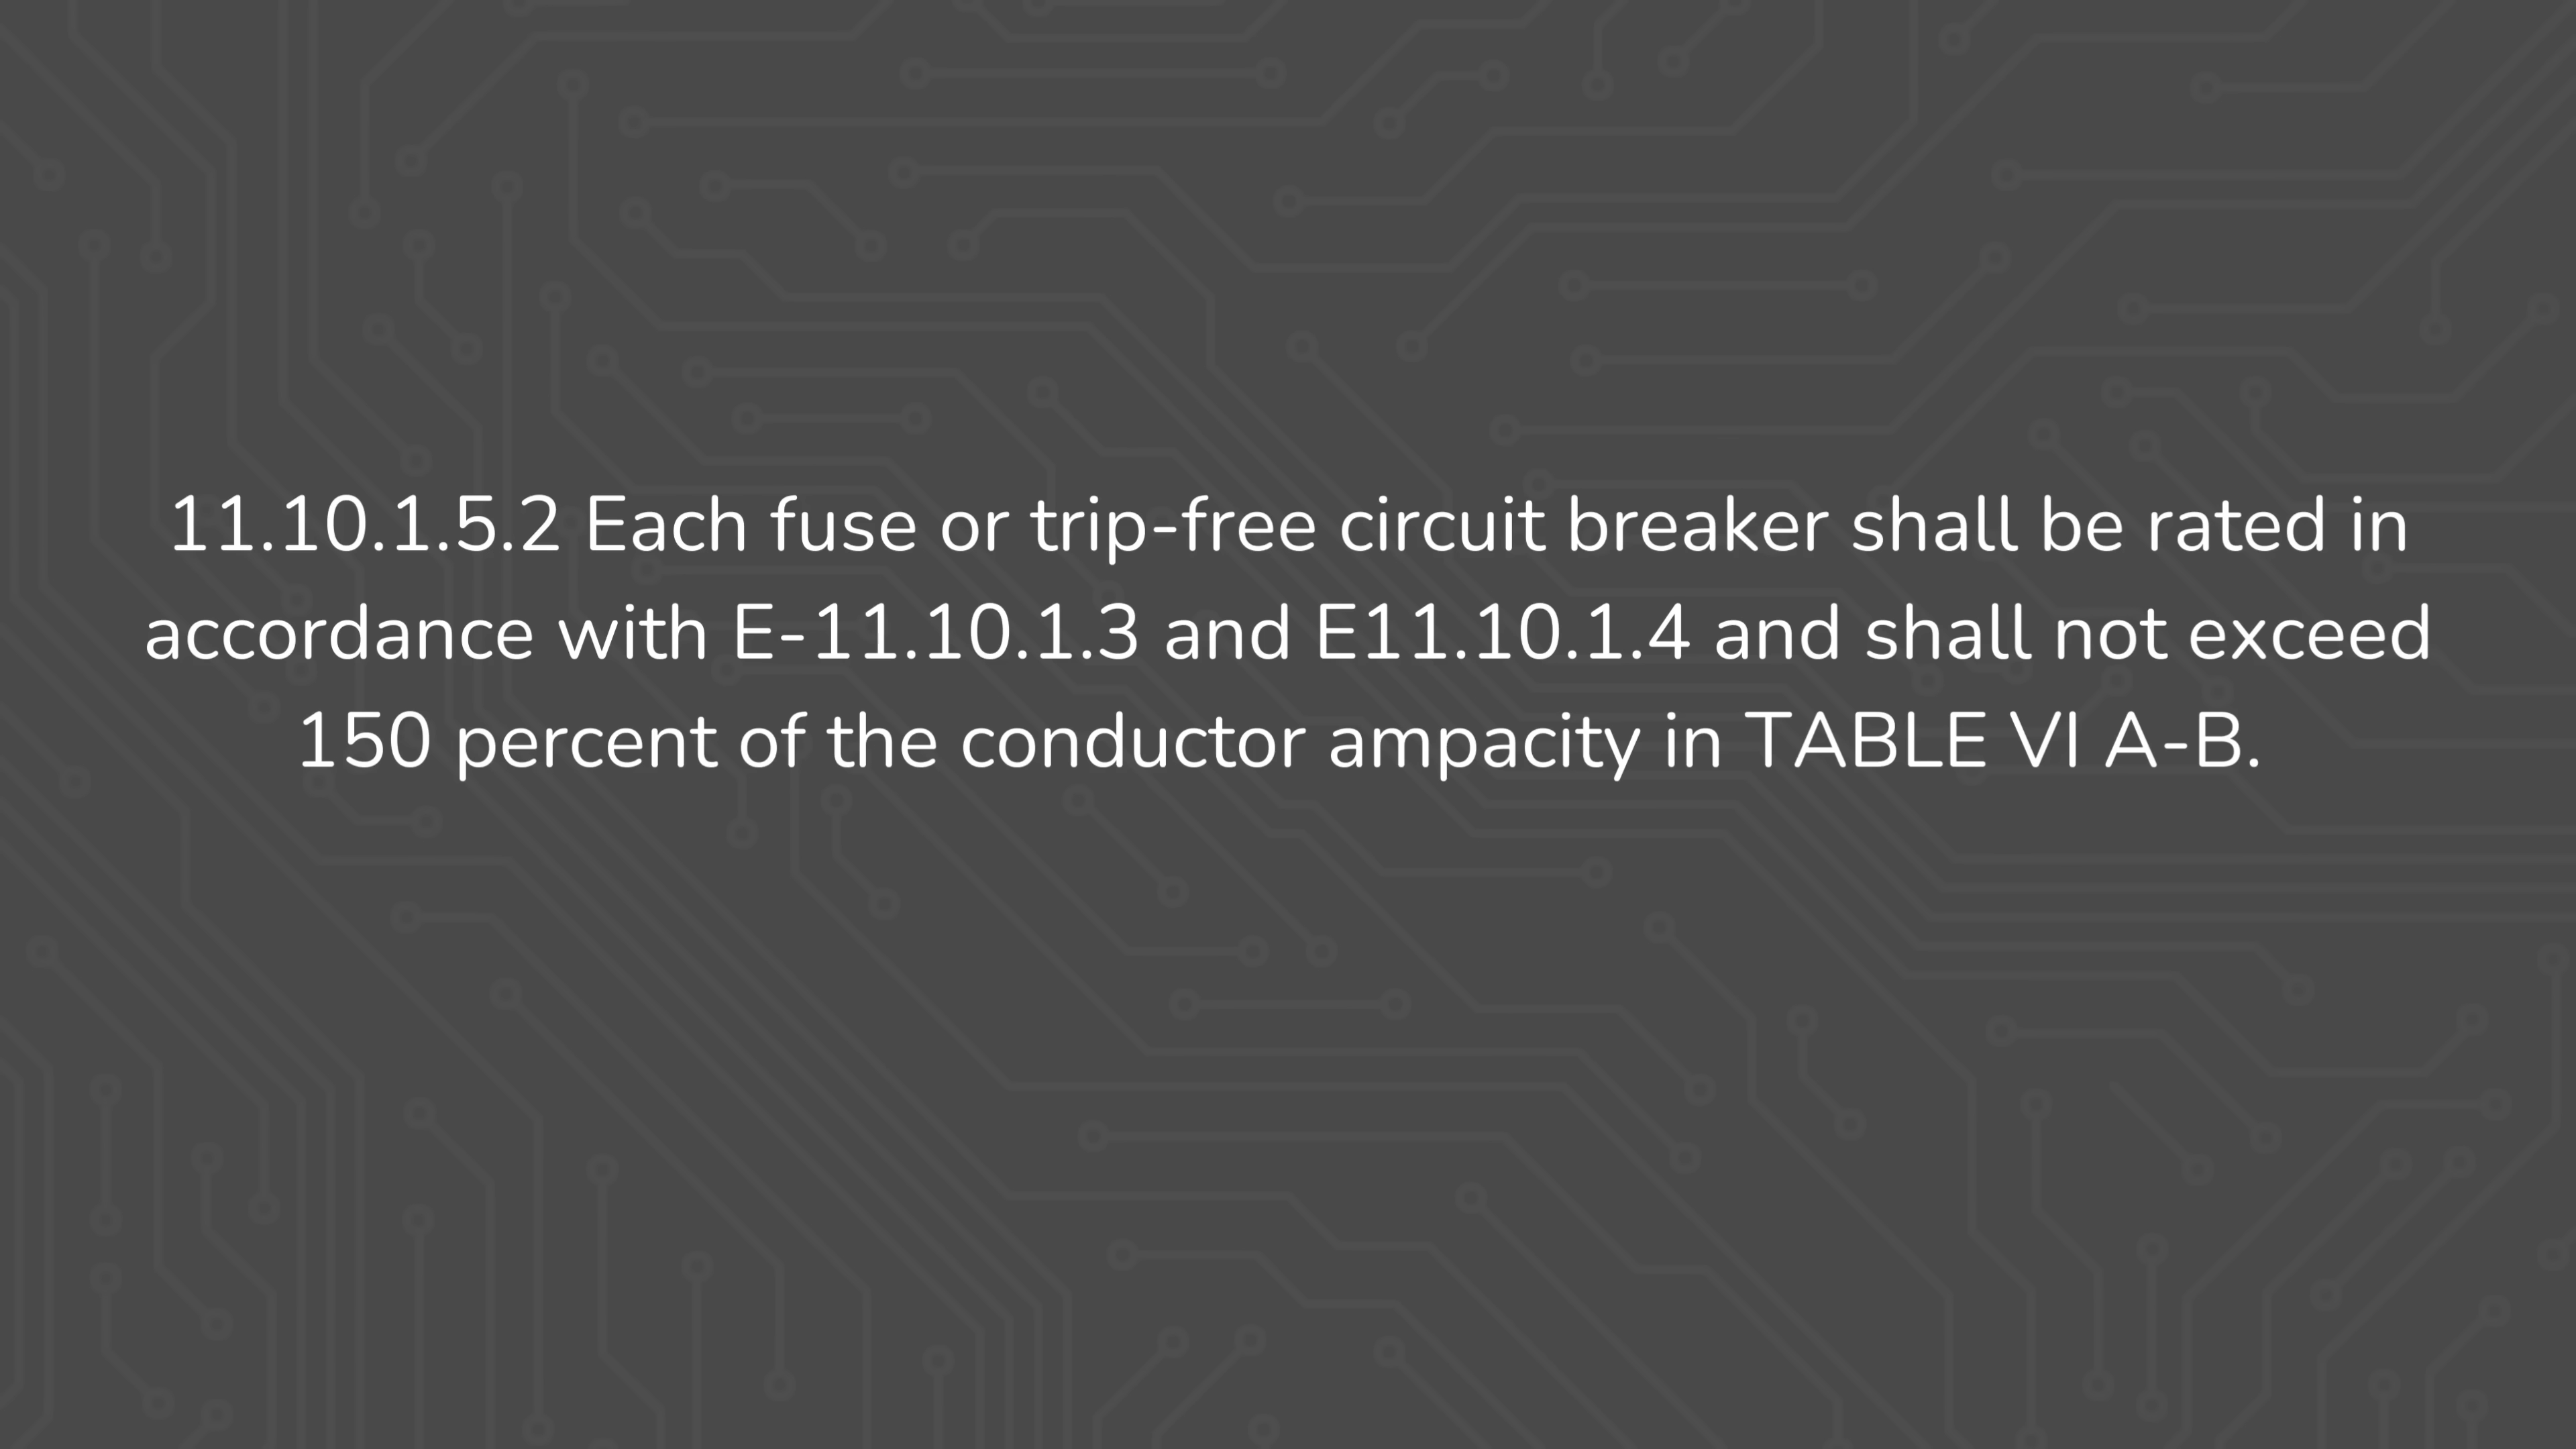 11.10.1.5.2 Each fuse or trip-free circuit breaker shall be rated in
accordance with E-11.10.1.3 and E11.10.1.4 and shall not exceed
150 percent of the conductor ampacity in TABLE VI A-B.